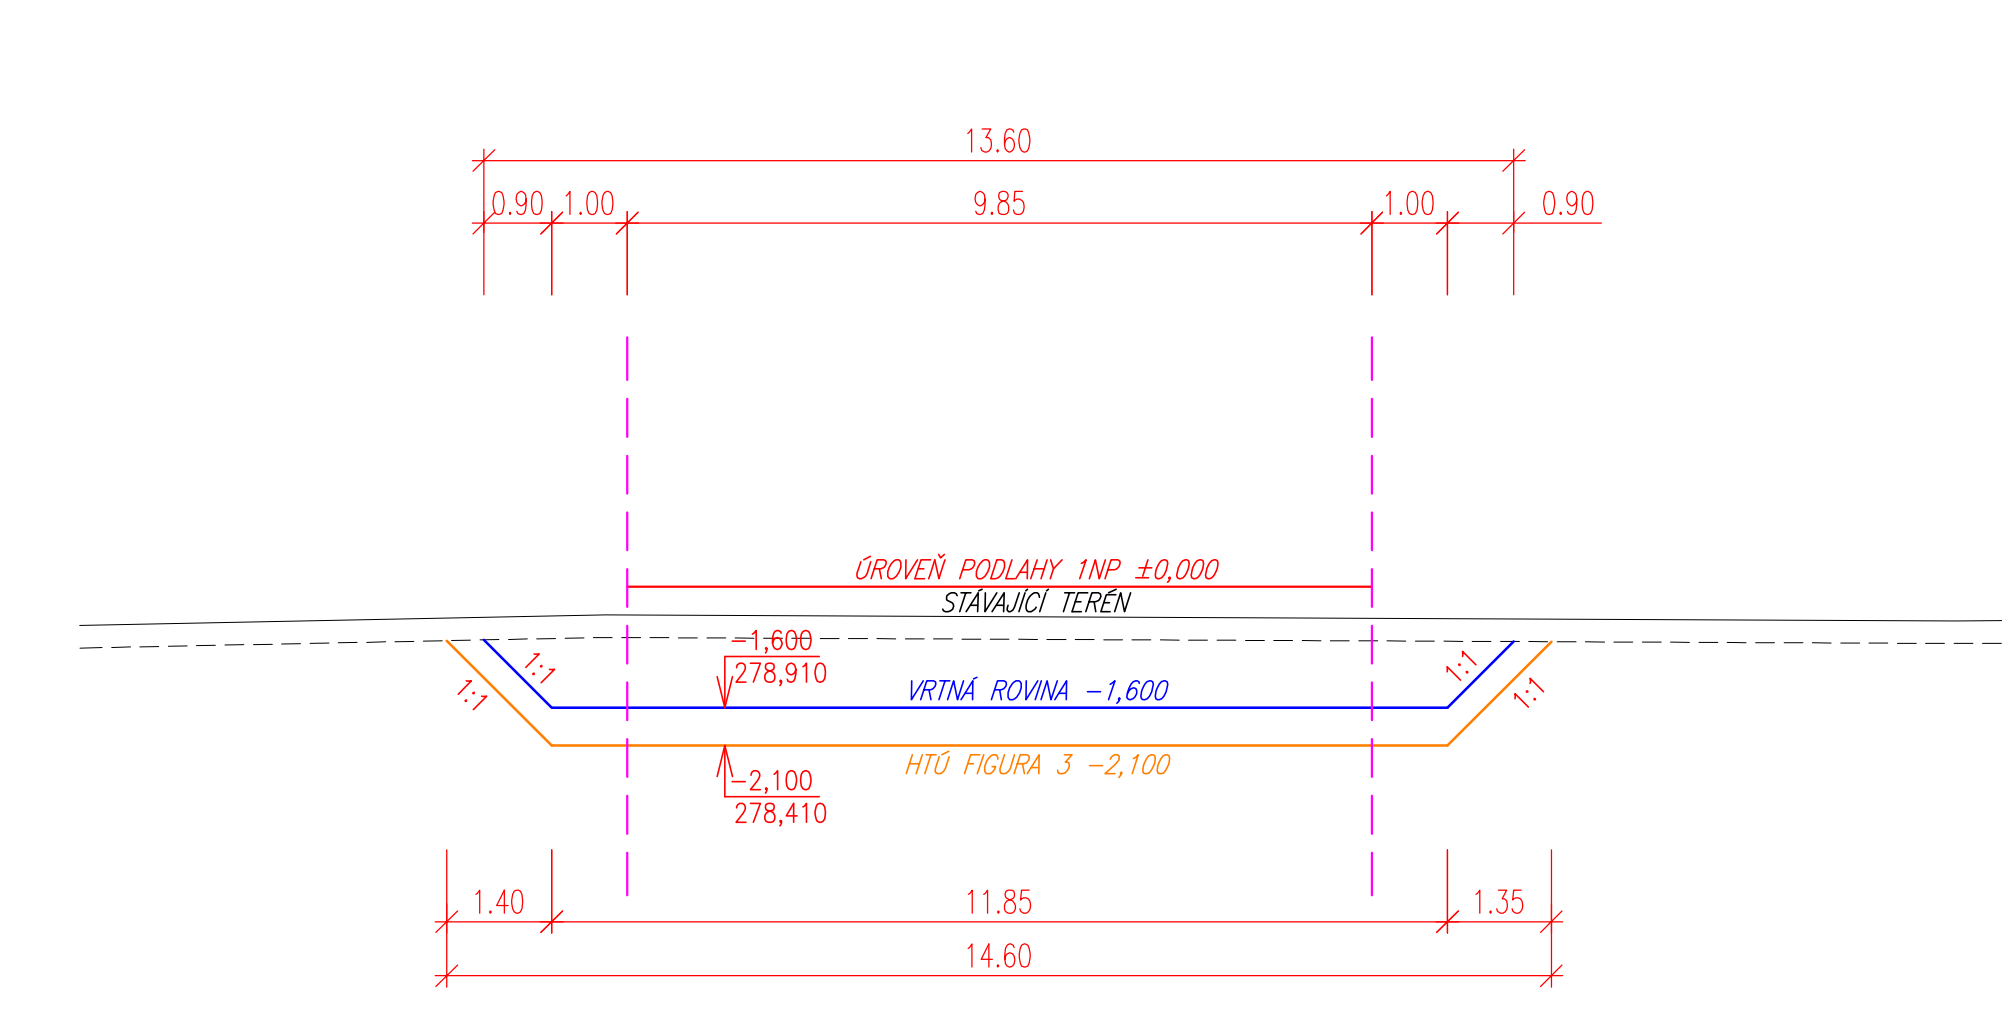 13.60
0.90 1.00 9.85 1.00 0.90
ÚROVEŇ PODLAHY 1NP ±0,000
STÁVAJÍCÍ TERÉN
-1,600
278,910
1:1
1:1
VRTNÁ ROVINA -1,600
1:1
1:1
HTÚ FIGURA 3 -2,100
-2,100
278,410
1.40 11.85 1.35
14.60